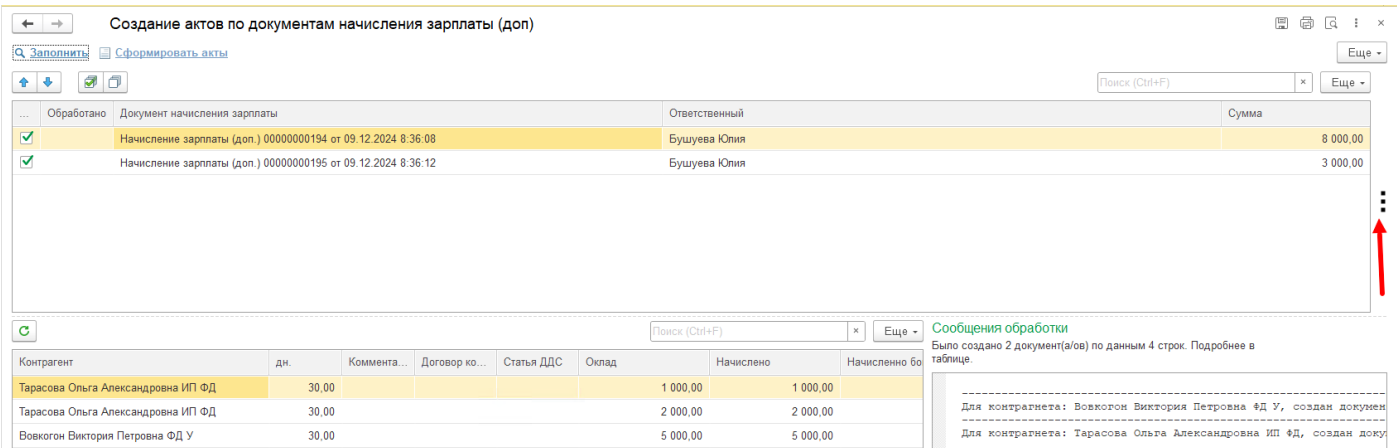 Создание актов по документам начисления зарплаты (доп)
Заполнить Сформировать акты Еще
Поиск (Ctrl+F) × Еще
... Обработано Документ начисления зарплаты Ответственный Сумма
Начисление зарплаты (доп.) 00000000194 от 09.12.2024 8:36:08 Бушуева Юлия 8 000,00
Начисление зарплаты (доп.) 00000000195 от 09.12.2024 8:36:12 Бушуева Юлия 3 000,00
Поиск (Ctrl+F) × Еще
Контрагент дн. Коммента... Договор ко... Статья ДДС Оклад Начислено Начисленно бо
Тарасова Ольга Александровна ИП ФД 30,00 1 000,00 1 000,00
Тарасова Ольга Александровна ИП ФД 30,00 2 000,00 2 000,00
Вовкогон Виктория Петровна ФД У 30,00 5 000,00 5 000,00
Сообщения обработки
Было создано 2 документ(а/ов) по данным 4 строк. Подробнее в
таблице.
Для контрагнета: Вовкогон Виктория Петровна ФД У, создан докумен
Для контрагнета: Тарасова Ольга Александровна ИП ФД, создан доку